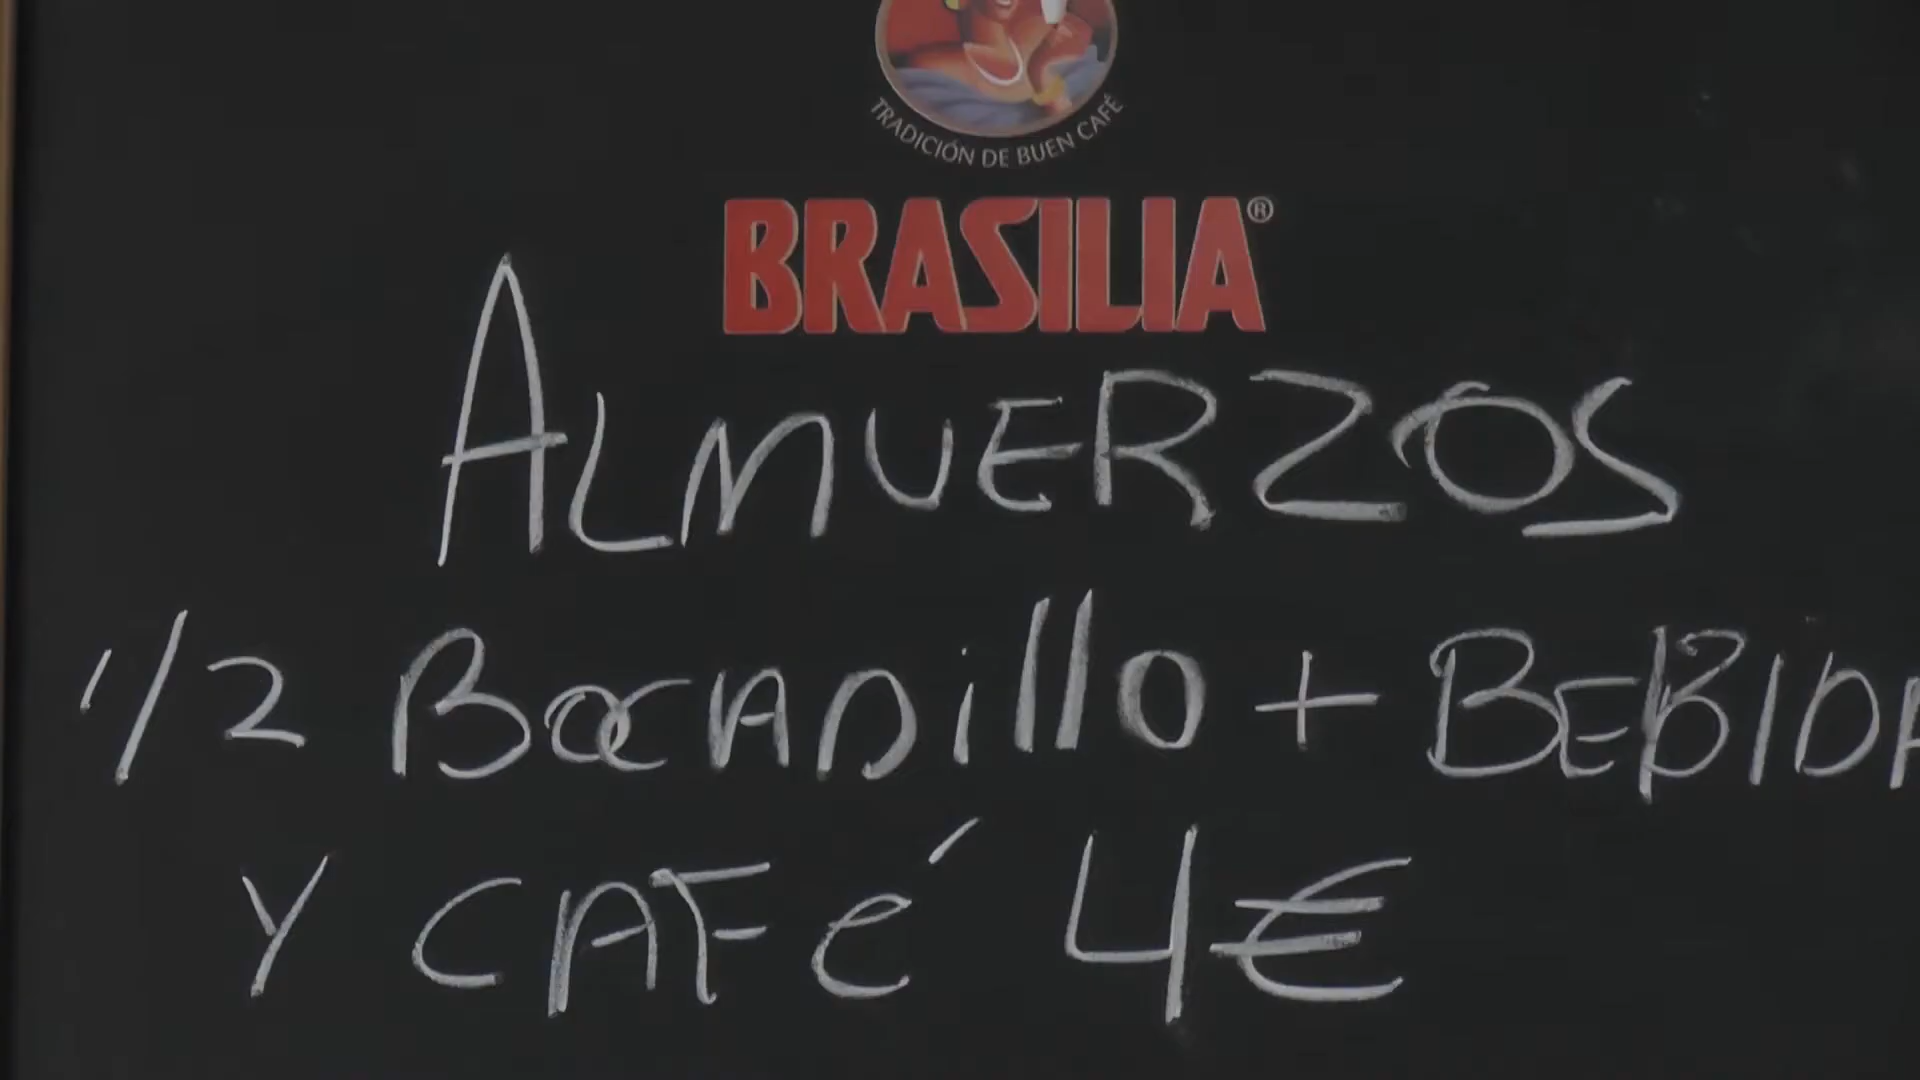 TRADICIÓN DE BUEN CAFÉ
BRASILIA®
ALMUERZOS
1/2 BOCADillo + BEBIDA
Y CAFé 4€